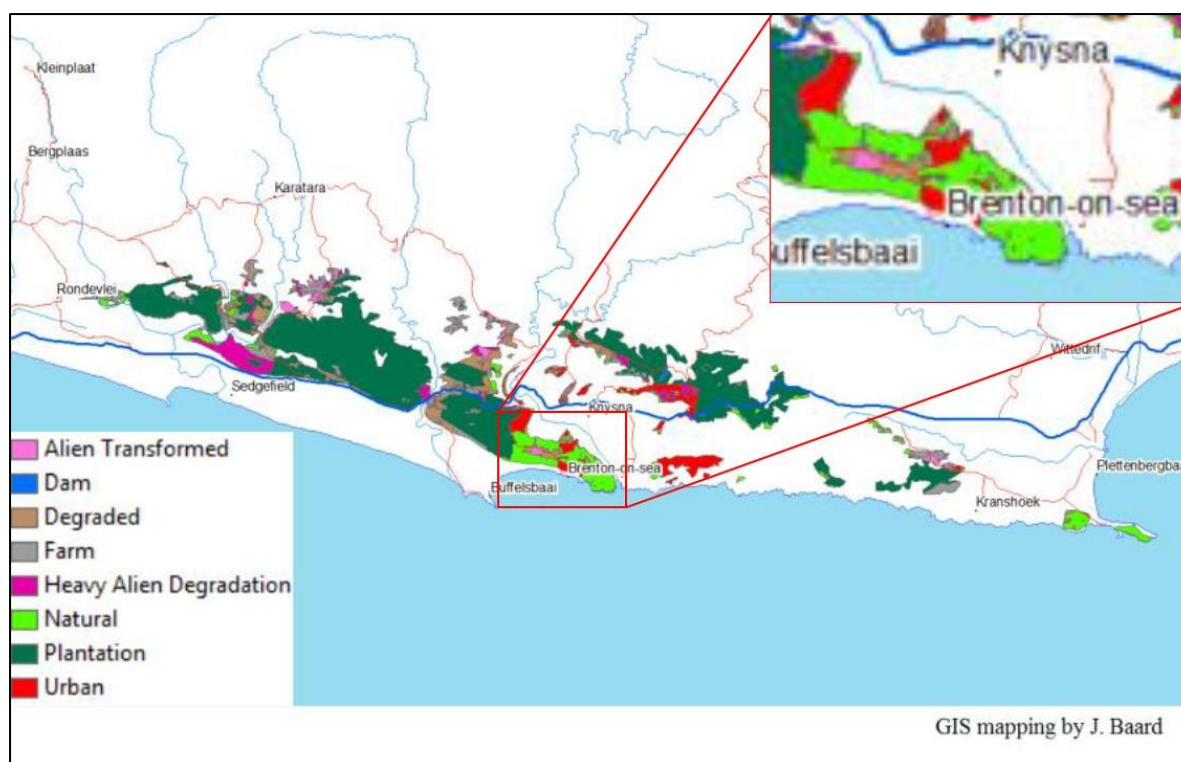 Kleinplaat
Bergplaas
Karatara
Rondevlei
Sedgefield
Knysna
Brenton-on-sea
Buffelsbaai
Wittedrif
Plettenbergba
Kranshoek
Knysna
Brenton-on-sea
uffelsbaai
Alien Transformed
Dam
Degraded
Farm
Heavy Alien Degradation
Natural
Plantation
Urban
GIS mapping by J. Baard